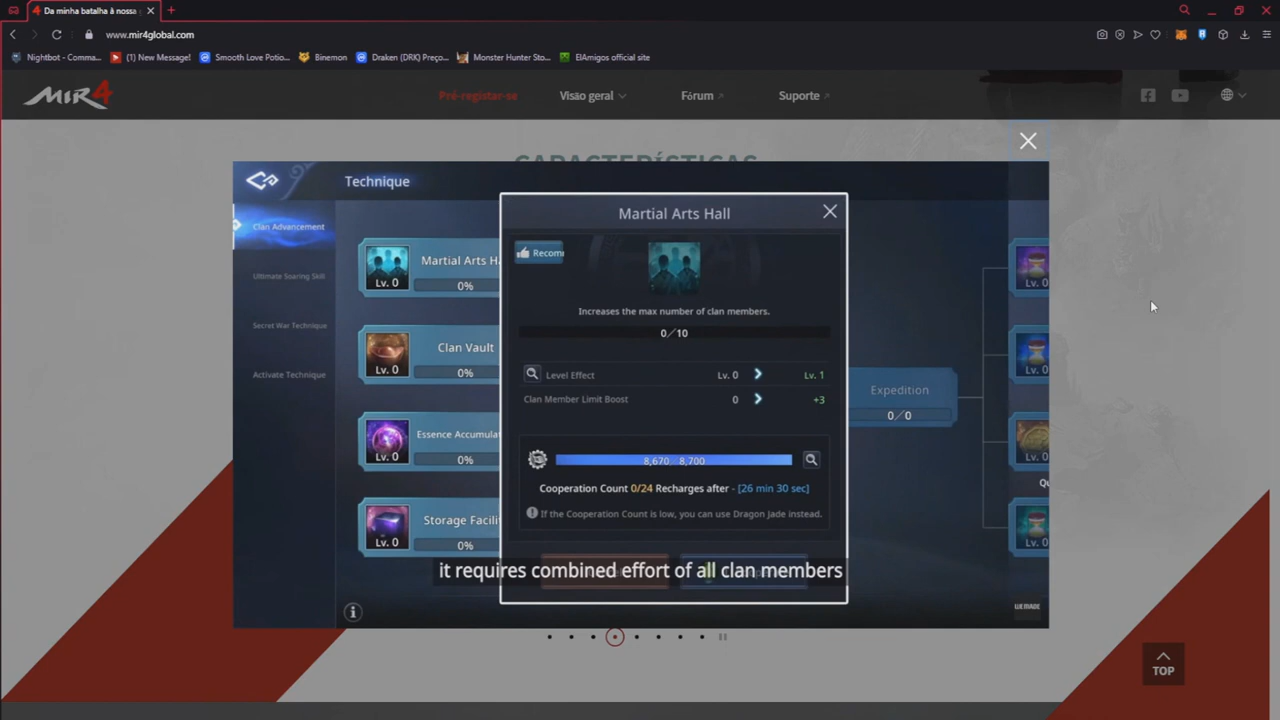 Da minha batalha à nossa
www.mir4global.com
Nightbot - Comma...
(1) New Message!
Smooth Love Potio...
Binemon
Draken (DRK) Preço...
Monster Hunter Sto...
ElAmigos official site
MIR4
Pré-registar-se
Visão geral
Fórum
Suporte
CARACTERÍSTICAS
Technique
Clan Advancement
Ultimate Soaring Skill
Secret War Technique
Activate Technique
Martial Arts Ha
Lv. 0
0%
Clan Vault
Lv. 0
0%
Essence Accumula
Lv. 0
0%
Storage Facili
Lv. 0
0%
Martial Arts Hall
Recom
Increases the max number of clan members.
0/10
Level Effect
Lv. 0
Lv. 1
Clan Member Limit Boost
0
+3
8,670
8,700
Cooperation Count 0/24 Recharges after - [26 min 30 sec]
If the Cooperation Count is low, you can use Dragon Jade instead.
Expedition
0/0
Lv. 0
Lv. 0
Lv. 0
Qu
Lv. 0
it requires combined effort of all clan members
WEMADE
TOP